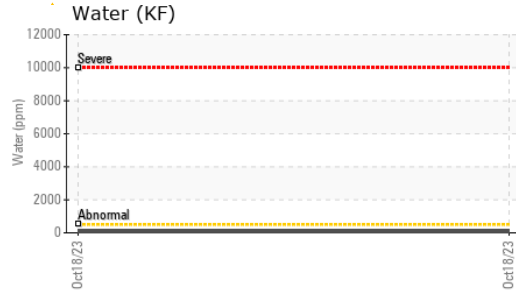 Water (KF)
12000
Severe
10000
8000
6000
Water (ppm)
4000
2000
Abnormal
0
Oct18/23
Oct18/23